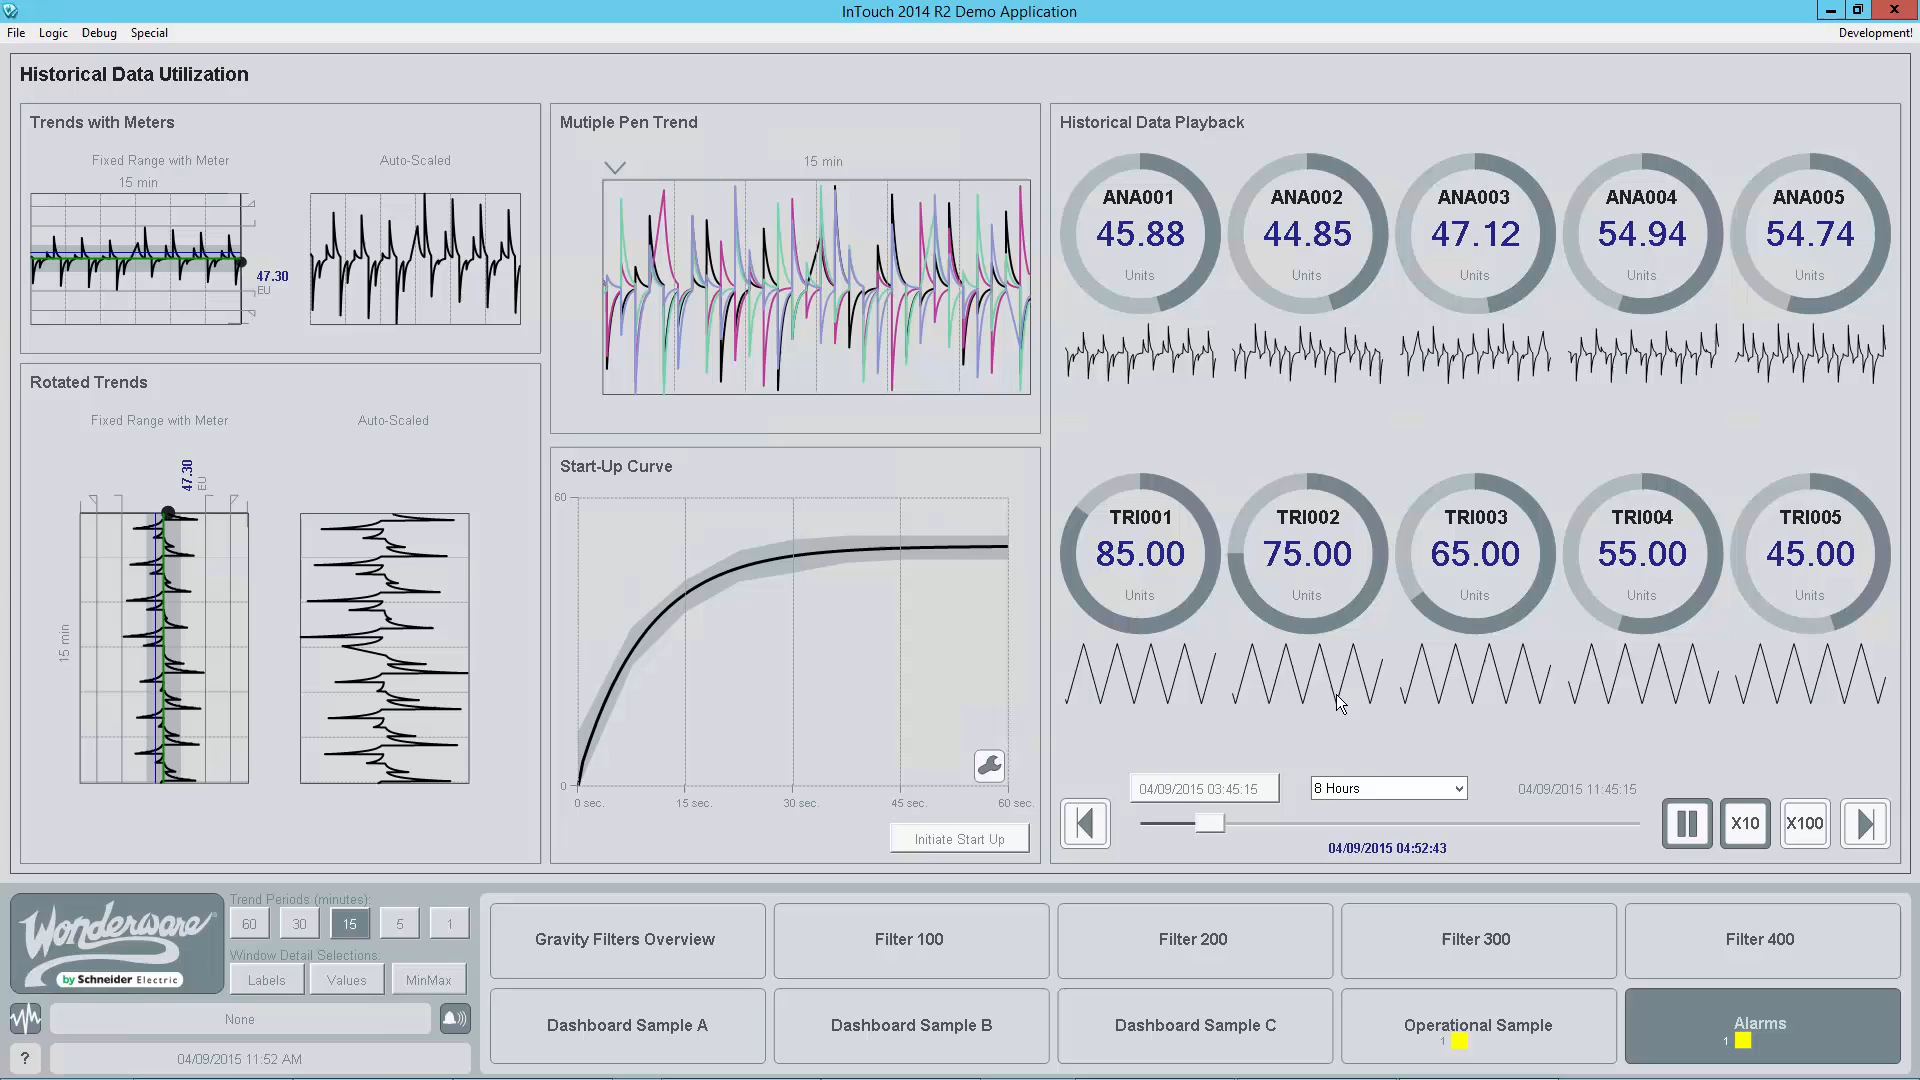 InTouch 2014 R2 Demo Application
File Logic Debug Special
Development!
Historical Data Utilization
Trends with Meters
Fixed Range with Meter
15 min
Auto-Scaled
47.30
EU
Rotated Trends
Fixed Range with Meter
Auto-Scaled
47.30
EU
15 min
Mutiple Pen Trend
15 min
Start-Up Curve
60
0
0 sec. 15 sec. 30 sec. 45 sec. 60 sec.
Initiate Start Up
Historical Data Playback
ANA001 ANA002 ANA003 ANA004 ANA005
45.88 44.85 47.12 54.94 54.74
Units Units Units Units Units
TRI001 TRI002 TRI003 TRI004 TRI005
85.00 75.00 65.00 55.00 45.00
Units Units Units Units Units
04/09/2015 03:45:15
8 Hours
04/09/2015 11:45:15
X10 X100
04/09/2015 04:52:43
Wonderware
by Schneider Electric
Trend Periods (minutes):
60 30 15 5 1
Window Detail Selections:
Labels Values MinMax
None
?
04/09/2015 11:52 AM
Gravity Filters Overview
Filter 100
Filter 200
Filter 300
Filter 400
Dashboard Sample A
Dashboard Sample B
Dashboard Sample C
Operational Sample
1
Alarms
1